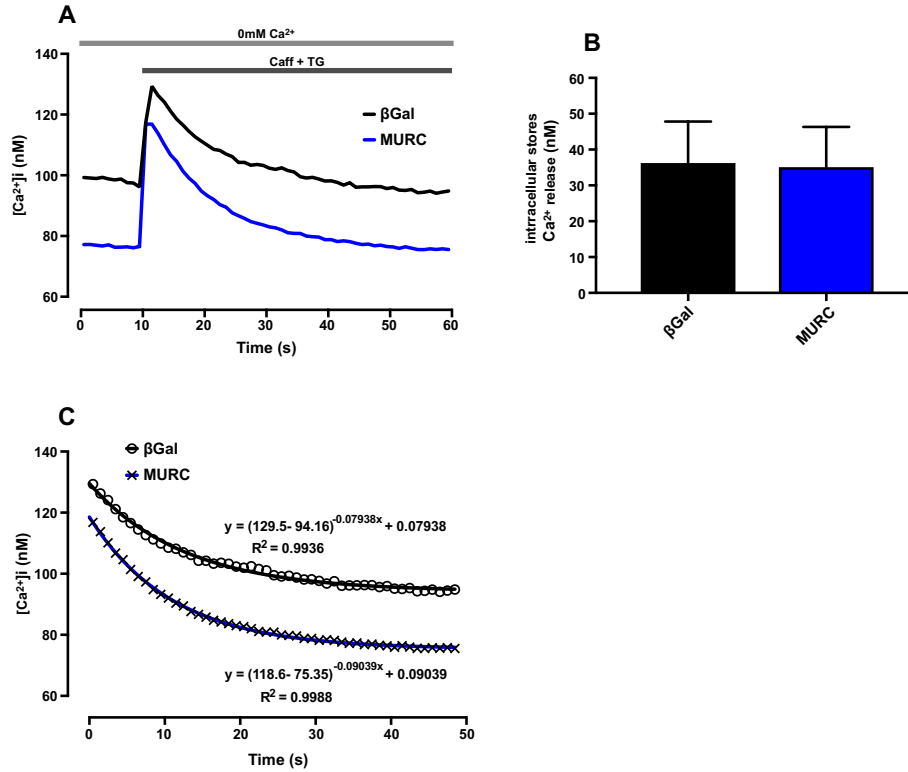 A
0mM Ca²⁺
Caff + TG
βGal
MURC
[Ca²⁺]i (nM)
140
120
100
80
60
0 10 20 30 40 50 60
Time (s)
B
intrracellular stores
Ca²⁺ release (nM)
60
50
40
30
20
10
0
βGal
MURC
C
βGal
MURC
[Ca²⁺]i (nM)
140
120
100
80
60
y = (129.5- 94.16)^-0.07938x + 0.07938
R² = 0.9936
y = (118.6- 75.35)^-0.09039x + 0.09039
R² = 0.9988
0 10 20 30 40 50
Time (s)